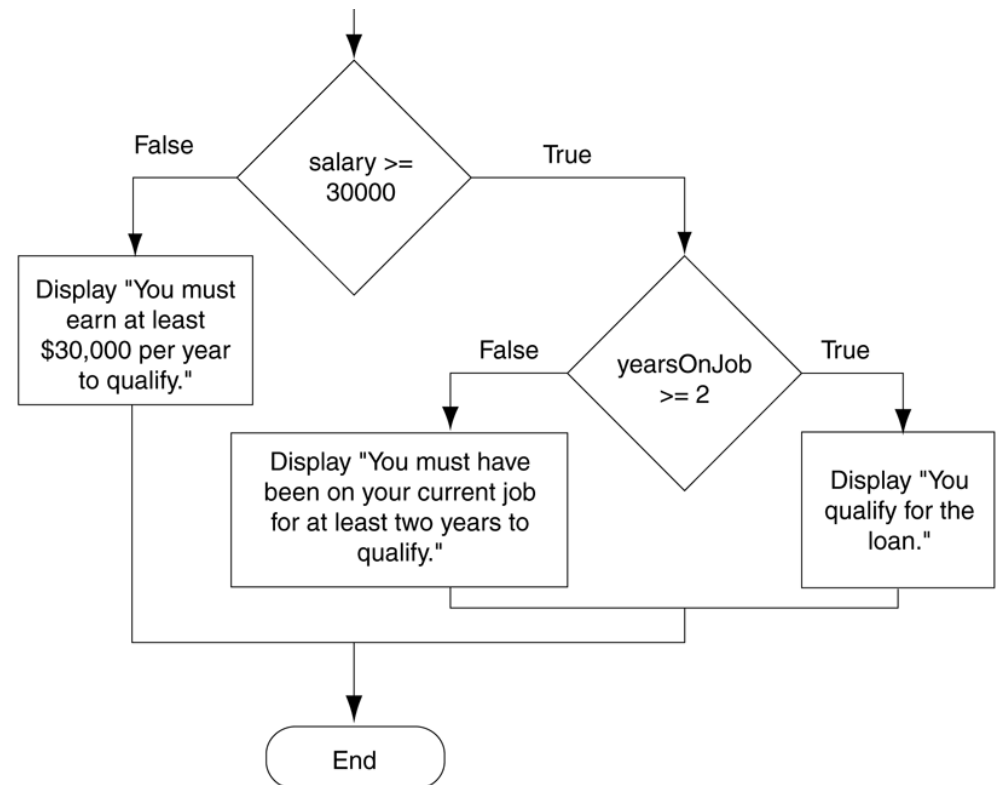 False
salary >=
30000
True
Display "You must
earn at least
$30,000 per year
to qualify."
False
yearsOnJob
>= 2
True
Display "You must have
been on your current job
for at least two years to
qualify."
Display "You
qualify for the
loan."
End